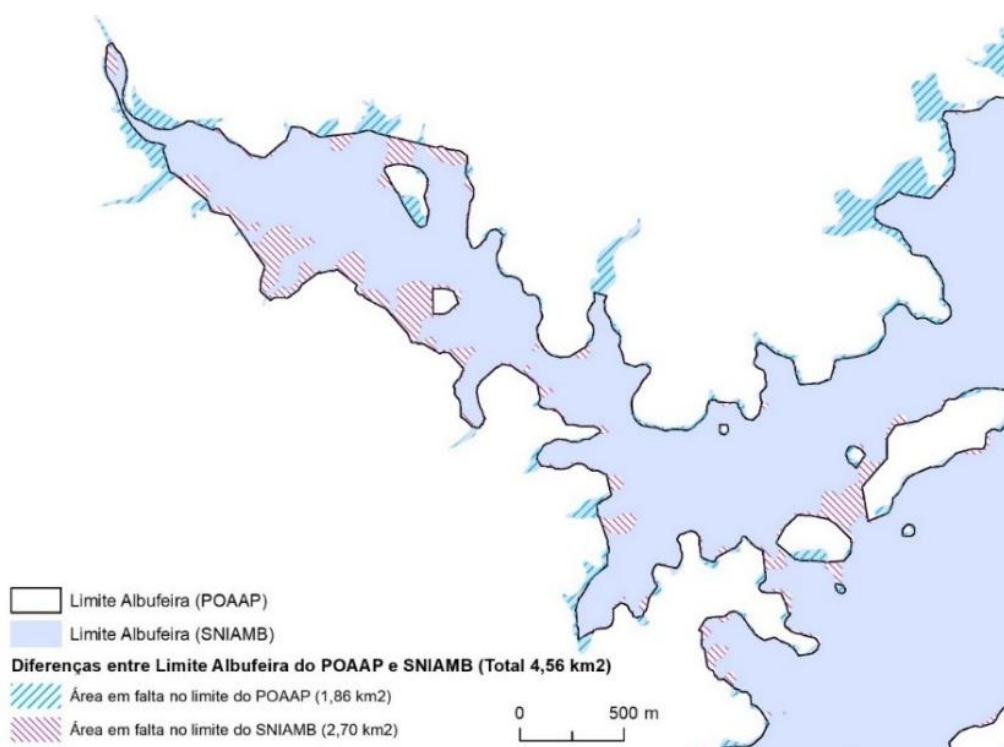 Limite Albufeira (POAAP)
Limite Albufeira (SNIAMB)
Diferenças entre Limite Albufeira do POAAP e SNIAMB (Total 4,56 km2)
Área em falta no limite do POAAP (1,86 km2)
Área em falta no limite do SNIAMB (2,70 km2)
0 500 m